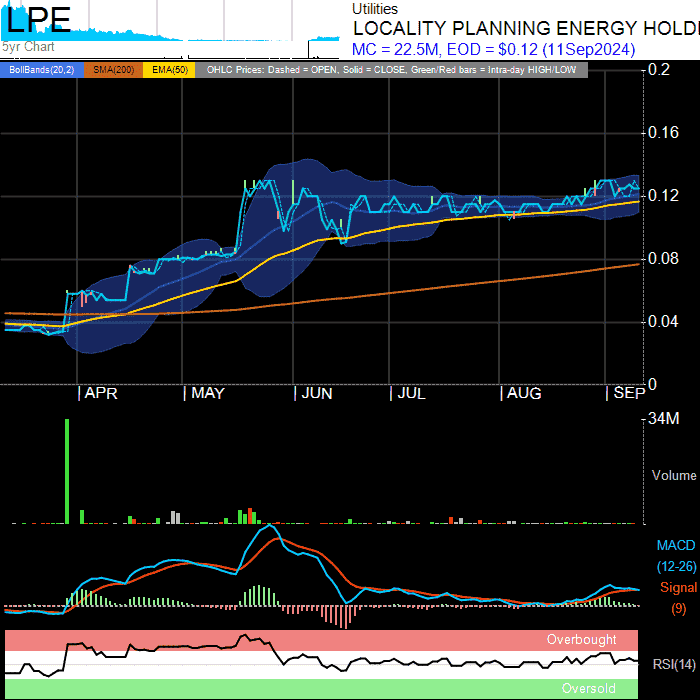 LPE
5yr Chart
Utilities
LOCALITY PLANNING ENERGY HOLDI
MC = 22.5M, EOD = $0.12 (11Sep2024)
BollBands(20,2) SMA(200) EMA(50) OHLC Prices: Dashed = OPEN, Solid = CLOSE, Green/Red bars = Intra-day HIGH/LOW
0.2
0.16
0.12
0.08
0.04
0
APR MAY JUN JUL AUG SEP
34M
Volume
MACD
(12-26)
Signal
(9)
Overbought
RSI(14)
Oversold